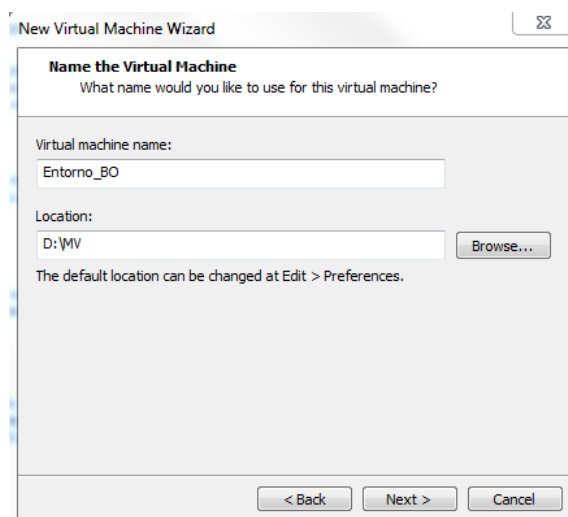 New Virtual Machine Wizard
Name the Virtual Machine
What name would you like to use for this virtual machine?
Virtual machine name:
Entorno_BO
Location:
D:\MV
Browse...
The default location can be changed at Edit > Preferences.
< Back
Next >
Cancel